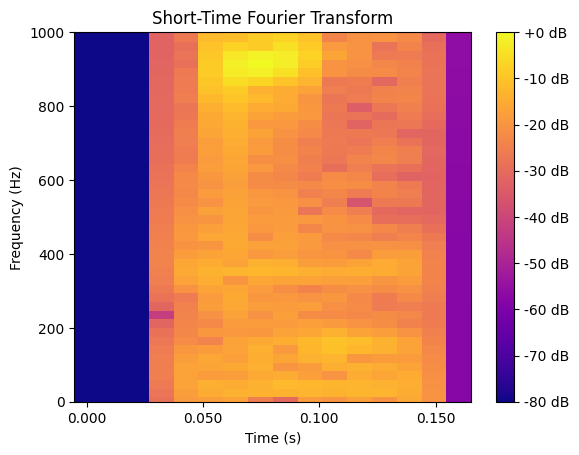 Short-Time Fourier Transform
Frequency (Hz)
1000
800
600
400
200
0
0.000
0.050
0.100
0.150
Time (s)
+0 dB
-10 dB
-20 dB
-30 dB
-40 dB
-50 dB
-60 dB
-70 dB
-80 dB